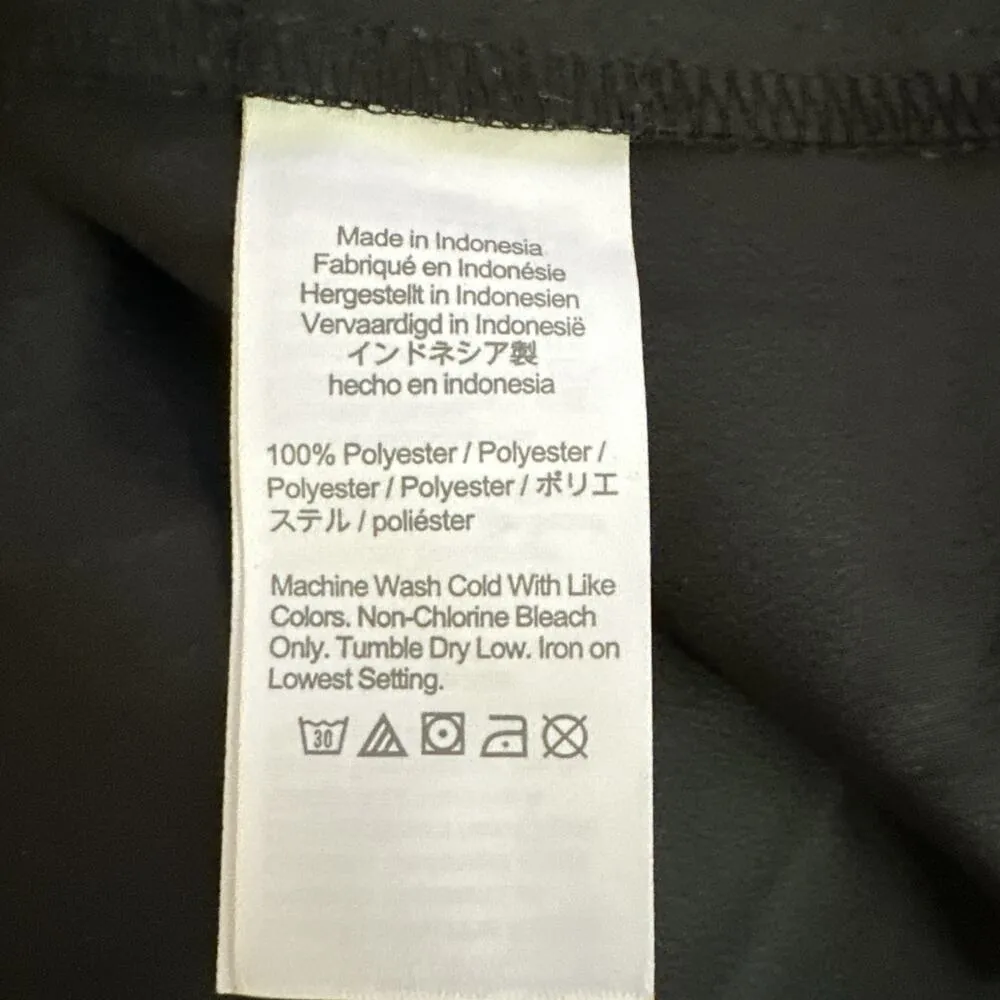 Made in Indonesia
Fabriqué en Indonésie
Hergestellt in Indonesien
Vervaardigd in Indonesië
インドネシア製
hecho en indonesia
100% Polyester / Polyester /
Polyester / Polyester / ポリエ
ステル / poliéster
Machine Wash Cold With Like
Colors. Non-Chlorine Bleach
Only. Tumble Dry Low. Iron on
Lowest Setting.
30